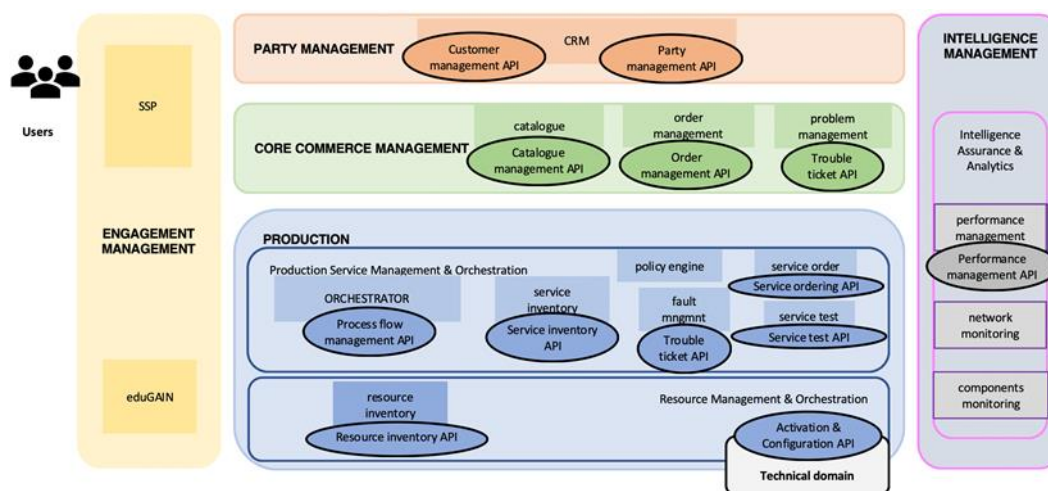 Users
SSP
ENGAGEMENT
MANAGEMENT
eduGAIN
PARTY MANAGEMENT
CRM
Customer
management API
Party
management API
CORE COMMERCE MANAGEMENT
catalogue
Catalogue
management API
order
management
Order
management API
problem
management
Trouble
ticket API
PRODUCTION
Production Service Management & Orchestration
ORCHESTRATOR
Process flow
management API
service
inventory
Service inventory
API
policy engine
fault
mngmnt
Trouble
ticket API
service order
Service ordering API
service test
Service test API
resource
inventory
Resource inventory API
Resource Management & Orchestration
Activation &
Configuration API
Technical domain
INTELLIGENCE
MANAGEMENT
Intelligence
Assurance &
Analytics
performance
management
Performance
management API
network
monitoring
components
monitoring